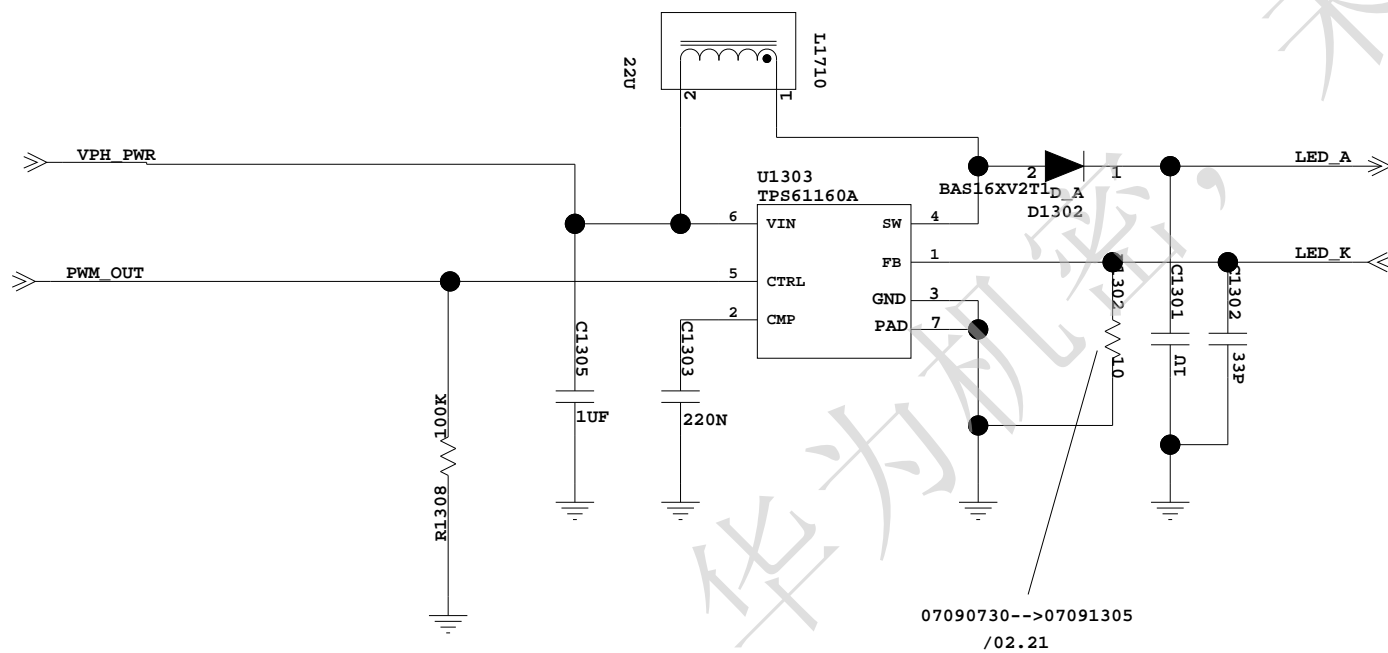 L1710
22U
2
1
VPH_PWR
LED_A
U1303
TPS61160A
2
1
BAS16XV2T1
D_A
D1302
6
VIN
SW
4
FB
1
LED_K
PWM_OUT
5
CTRL
GND
3
2
CMP
PAD
7
C1305
1UF
C1303
220N
10
C1301
1U
C1302
33P
100K
R1308
07090730-->07091305
/02.21
华为机密,